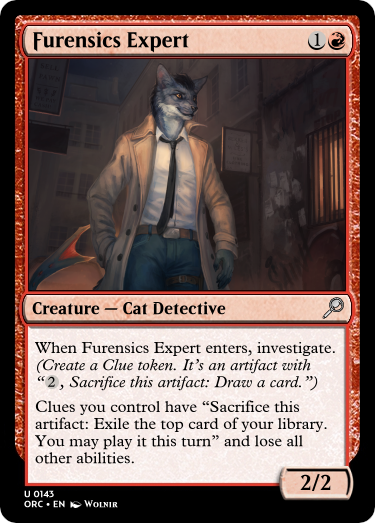 Furensics Expert 1
Creature — Cat Detective
When Furensics Expert enters, investigate.
(Create a Clue token. It's an artifact with
“2, Sacrifice this artifact: Draw a card.”)
Clues you control have “Sacrifice this
artifact: Exile the top card of your library.
You may play it this turn” and lose all
other abilities.
2/2
U 0143
ORC • EN Wolnir